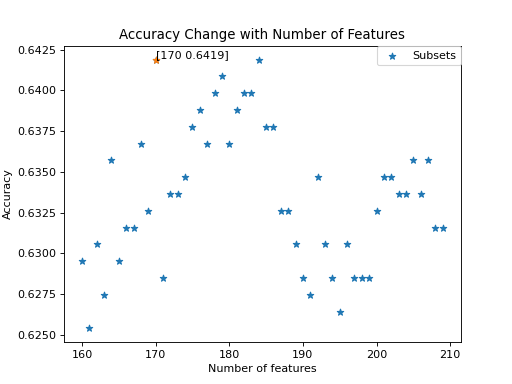 Accuracy Change with Number of Features
[170 0.6419]
Subsets
0.6425
0.6400
0.6375
0.6350
0.6325
0.6300
0.6275
0.6250
Accuracy
160 170 180 190 200 210
Number of features